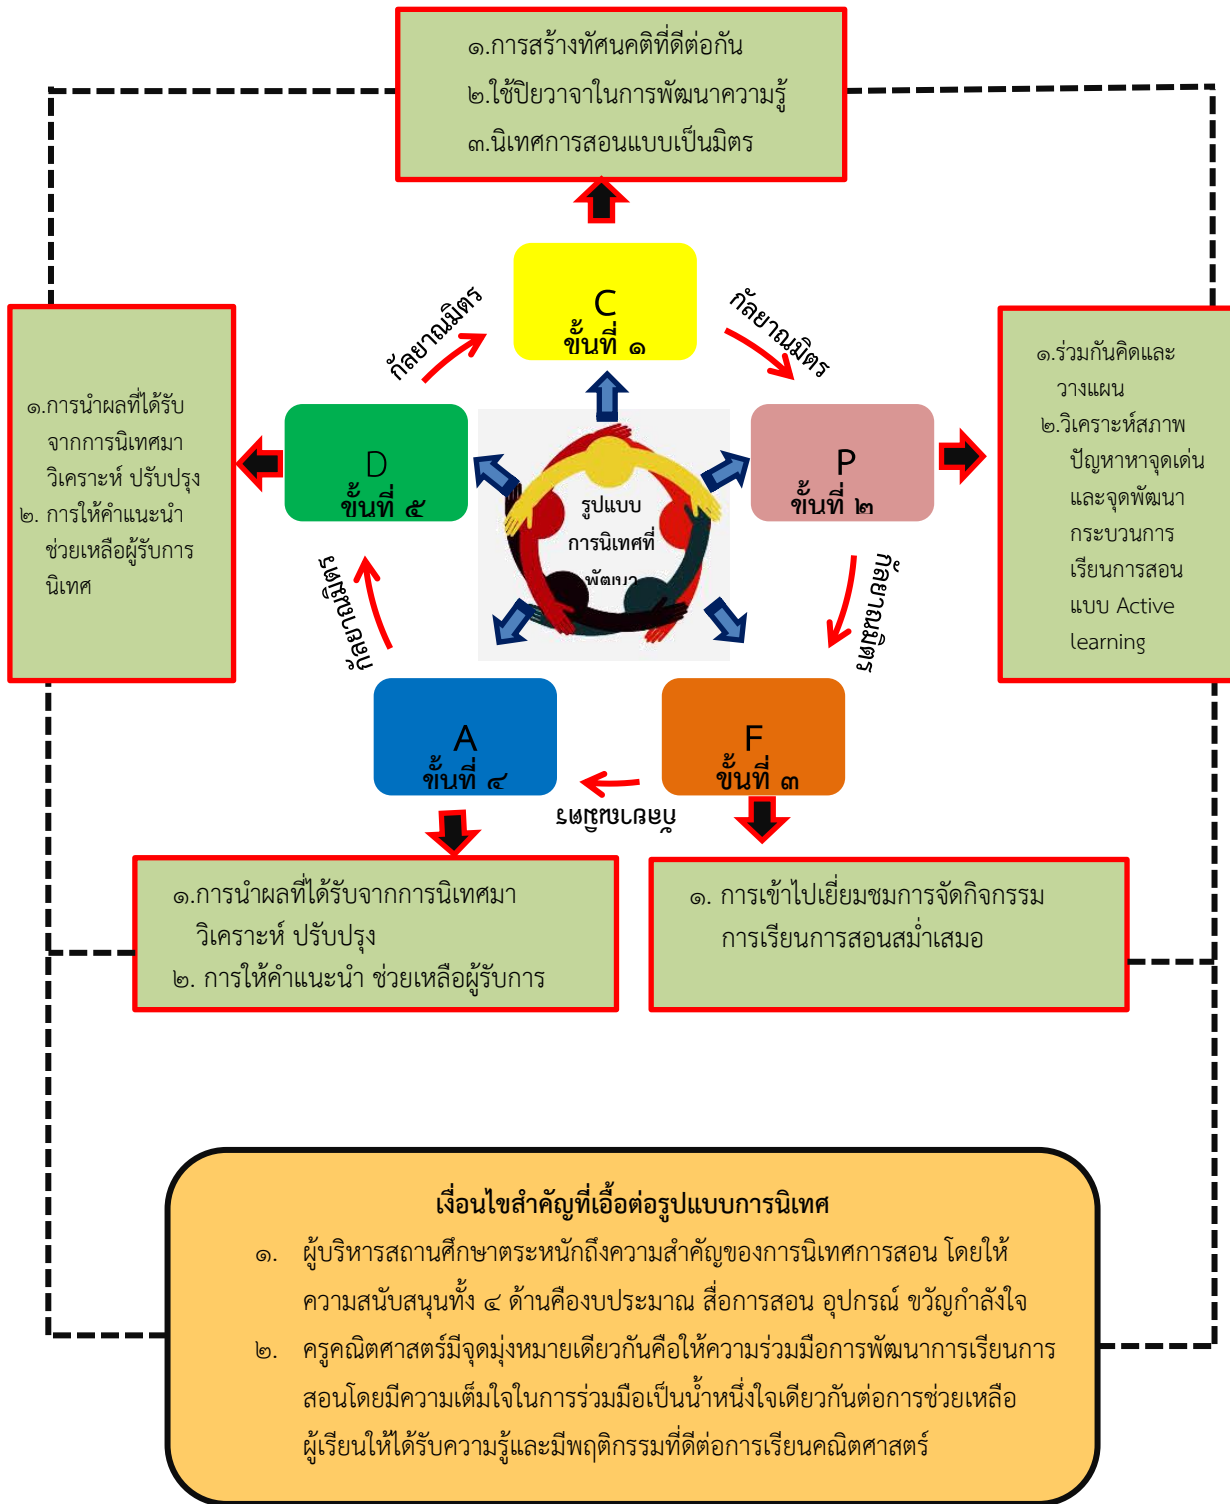 ๑.การสร้างทัศนคติที่ดีต่อกัน
๒.ใช้ปิยวาจาในการพัฒนาความรู้
๓.นิเทศการสอนแบบเป็นมิตร
C
ขั้นที่ ๑
กัลยาณมิตร
กัลยาณมิตร
๑.การนำผลที่ได้รับ
จากการนิเทศมา
วิเคราะห์ ปรับปรุง
๒. การให้คำแนะนำ
ช่วยเหลือผู้รับการ
นิเทศ
D
ขั้นที่ ๕
รูปแบบ
การนิเทศที่
พัฒนา
P
ขั้นที่ ๒
๑.ร่วมกันคิดและ
วางแผน
๒.วิเคราะห์สภาพ
ปัญหาหาจุดเด่น
และจุดพัฒนา
กระบวนการ
เรียนการสอน
แบบ Active
learning
กัลยาณมิตร
กัลยาณมิตร
A
ขั้นที่ ๔
F
ขั้นที่ ๓
กัลยาณมิตร
๑.การนำผลที่ได้รับจากการนิเทศมา
วิเคราะห์ ปรับปรุง
๒. การให้คำแนะนำ ช่วยเหลือผู้รับการ
๑. การเข้าไปเยี่ยมชมการจัดกิจกรรม
การเรียนการสอนสม่ำเสมอ
เงื่อนไขสำคัญที่เอื้อต่อรูปแบบการนิเทศ
๑. ผู้บริหารสถานศึกษาตระหนักถึงความสำคัญของการนิเทศการสอน โดยให้
ความสนับสนุนทั้ง ๔ ด้านคืองบประมาณ สื่อการสอน อุปกรณ์ ขวัญกำลังใจ
๒. ครูคณิตศาสตร์มีจุดมุ่งหมายเดียวกันคือให้ความร่วมมือการพัฒนาการเรียนการ
สอนโดยมีความเต็มใจในการร่วมมือเป็นน้ำหนึ่งใจเดียวกันต่อการช่วยเหลือ
ผู้เรียนให้ได้รับความรู้และมีพฤติกรรมที่ดีต่อการเรียนคณิตศาสตร์